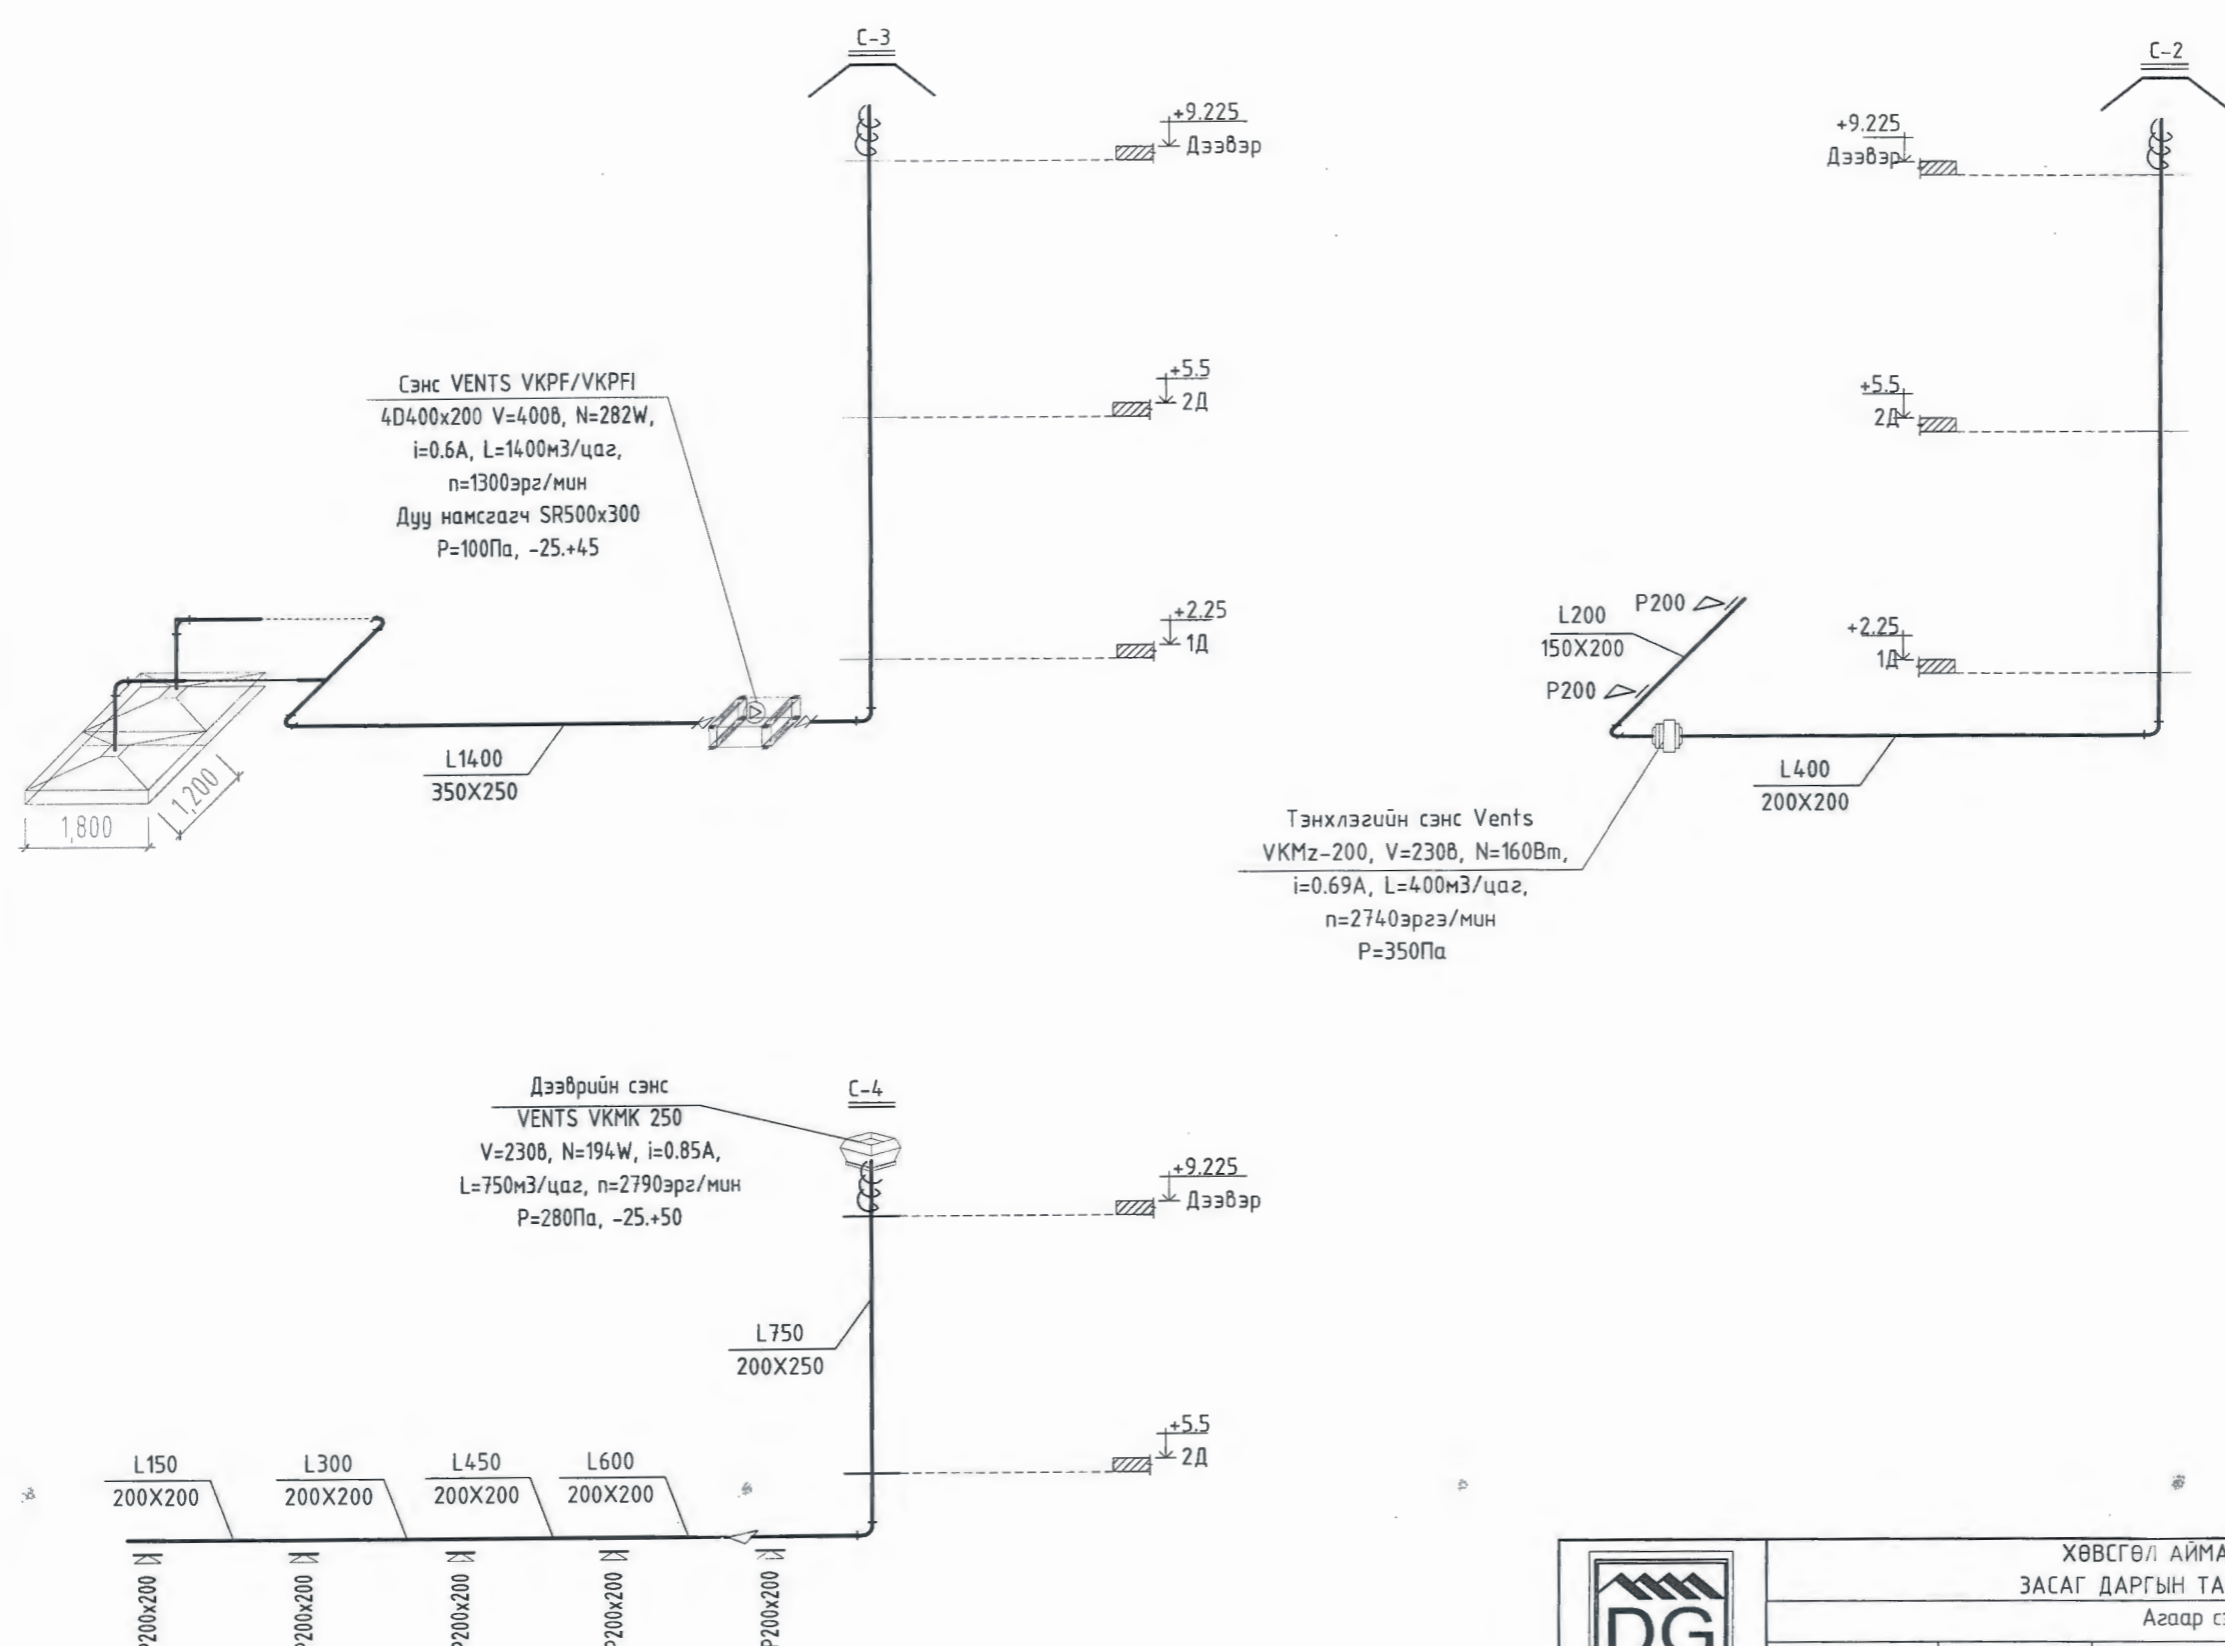 С-3
+9.225
Дээвэр
Сэнс VENTS VKPF/VKPFI
4D400x200 V=400в, N=282W,
i=0.6A, L=1400м3/цаг,
n=1300эрг/мин
Дуу намсгагч SR500x300
P=100Па, -25.+45
+5.5
2Д
+2.25
1Д
L1400
350X250
1,200
1,800
С-2
+9.225
Дээвэр
+5.5
2Д
L200
150X200
P200
P200
+2.25
1Д
L400
200X200
Тэнхлэгийн сэнс Vents
VKMz-200, V=230в, N=160Вт,
i=0.69A, L=400м3/цаг,
n=2740эргэ/мин
P=350Па
Дээврийн сэнс
VENTS VKMK 250
V=230в, N=194W, i=0.85A,
L=750м3/цаг, n=2790эрг/мин
P=280Па, -25.+50
С-4
+9.225
Дээвэр
L750
200X250
+5.5
2Д
L150
200X200
L300
200X200
L450
200X200
L600
200X200
P200x200
P200x200
P200x200
P200x200
P200x200
DG
ХӨВСГӨЛ АЙМА
ЗАСАГ ДАРГЫН ТА
Агаар сэ